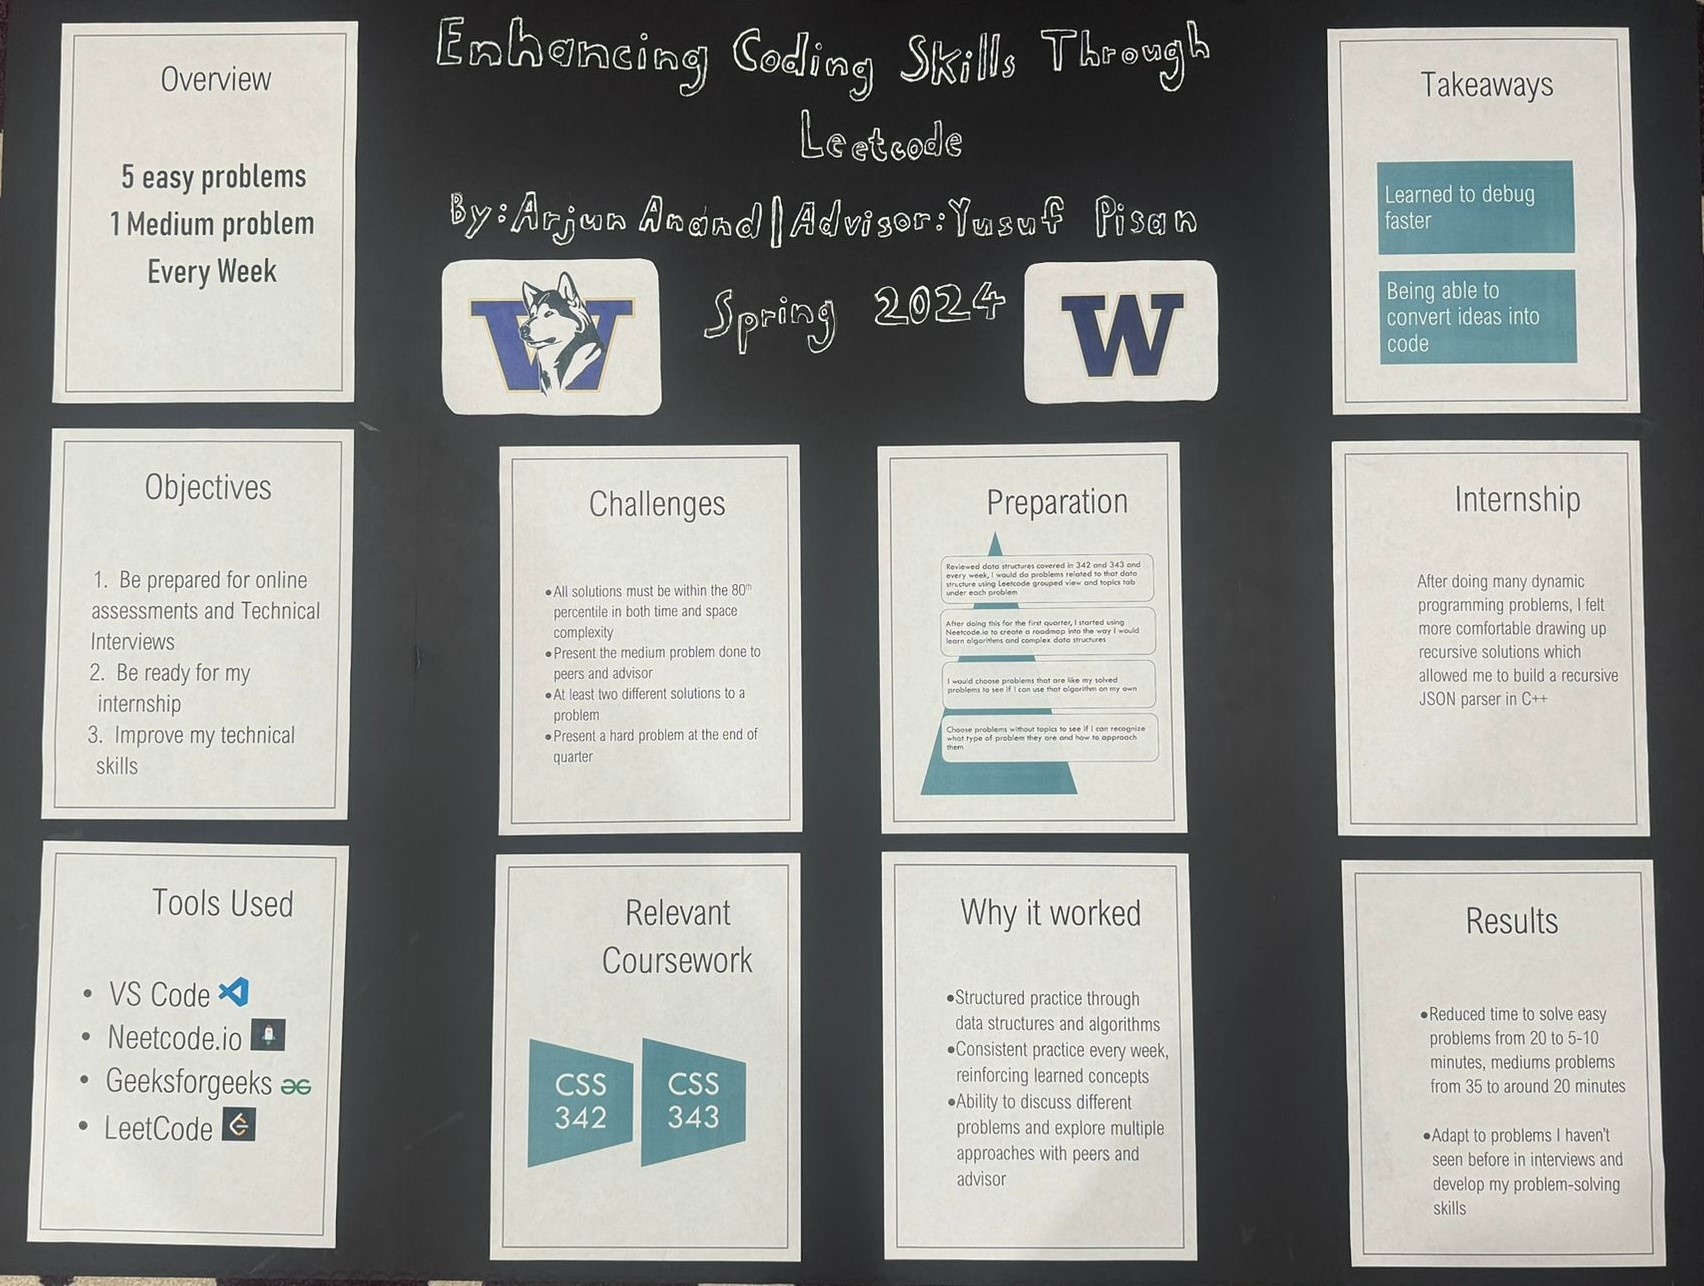 Enhancing Coding Skills Through
Leetcode
By: Arjun Anand | Advisor: Yusuf Pisan
Spring 2024
W
W
Overview
5 easy problems
1 Medium problem
Every Week
Objectives
1. Be prepared for online
assessments and Technical
Interviews
2. Be ready for my
internship
3. Improve my technical
skills
Tools Used
• VS Code
• Neetcode.io
• Geeksforgeeks
• LeetCode
Challenges
•All solutions must be within the 80th
percentile in both time and space
complexity
•Present the medium problem done to
peers and advisor
•At least two different solutions to a
problem
•Present a hard problem at the end of
quarter
Relevant
Coursework
CSS
342
CSS
343
Preparation
Reviewed data structures covered in 342 and 343 and
every week, I would do problems related to that data
structure using Leetcode grouped view and topics tab
under each problem
After doing this for the first quarter, I started using
Neetcode.io to create a roadmap into the way I would
learn algorithms and complex data structures
I would choose problems that are like my solved
problems to see if I can use that algorithm on my own
Choose problems without topics to see if I can recognize
what type of problem they are and how to approach
them
Why it worked
•Structured practice through
data structures and algorithms
•Consistent practice every week,
reinforcing learned concepts
•Ability to discuss different
problems and explore multiple
approaches with peers and
advisor
Takeaways
Learned to debug
faster
Being able to
convert ideas into
code
Internship
After doing many dynamic
programming problems, I felt
more comfortable drawing up
recursive solutions which
allowed me to build a recursive
JSON parser in C++
Results
•Reduced time to solve easy
problems from 20 to 5-10
minutes, mediums problems
from 35 to around 20 minutes
•Adapt to problems I haven't
seen before in interviews and
develop my problem-solving
skills